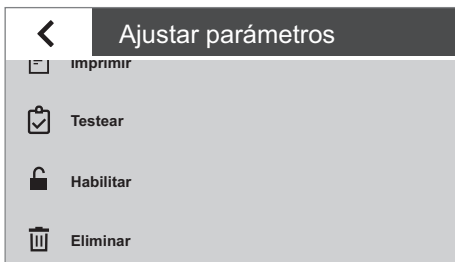 Ajustar parámetros
Imprimir
Testear
Habilitar
Eliminar